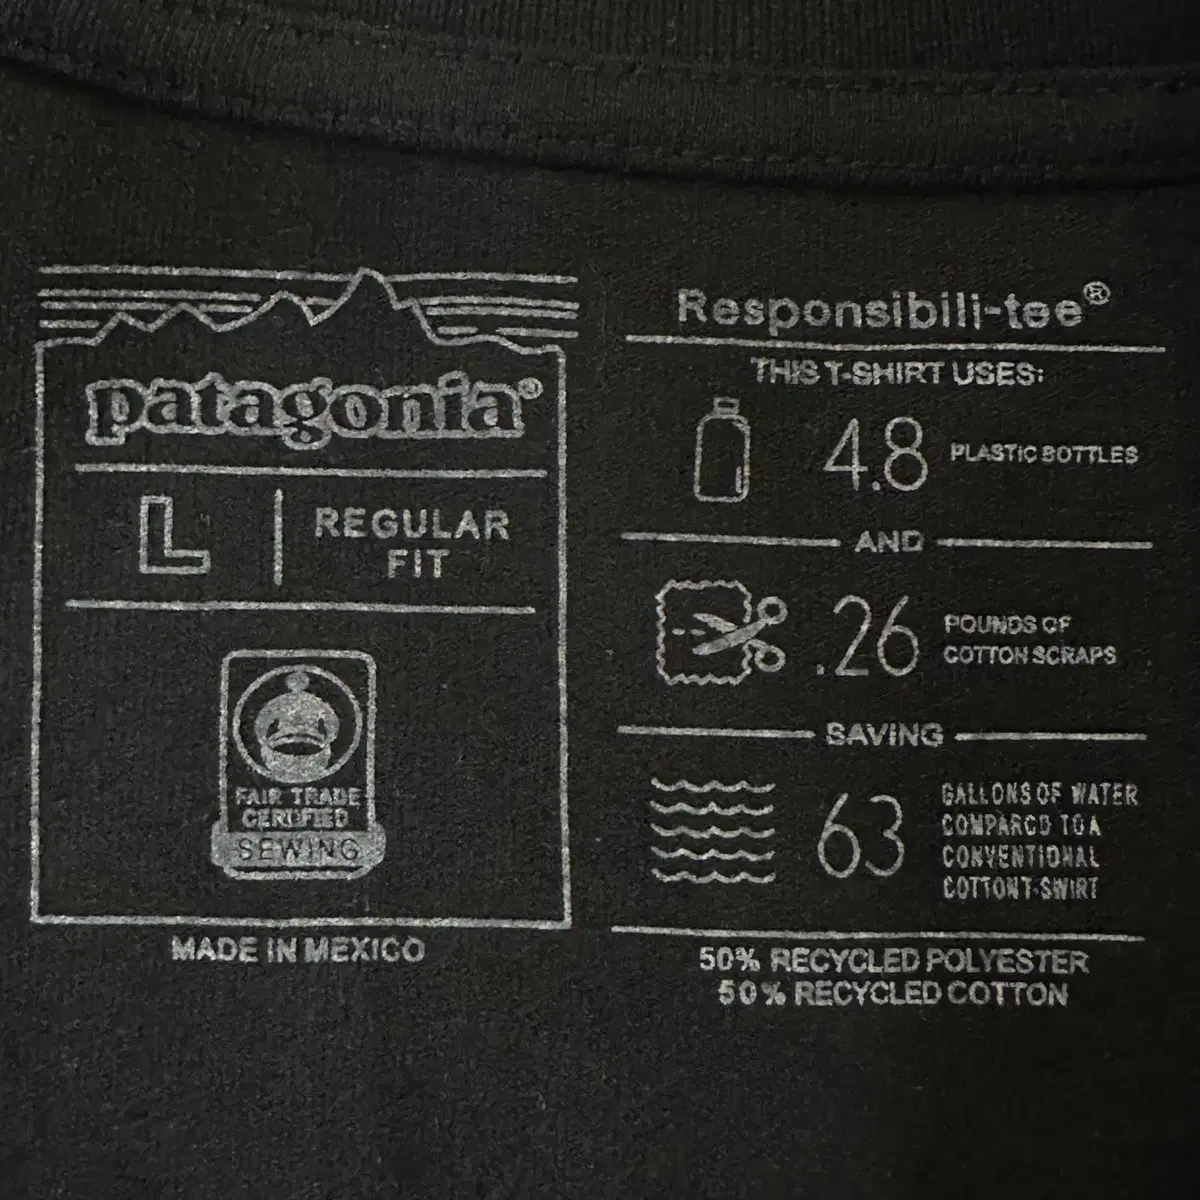 patagonia®
L
REGULAR
FIT
FAIR TRADE
CERTIFIED
SEWING
MADE IN MEXICO
Responsibili-tee®
THIS T-SHIRT USES:
4.8 PLASTIC BOTTLES
AND
.26 POUNDS OF
COTTON SCRAPS
SAVING
63 GALLONS OF WATER
COMPARED TO A
CONVENTIONAL
COTTON T-SHIRT
50% RECYCLED POLYESTER
50% RECYCLED COTTON